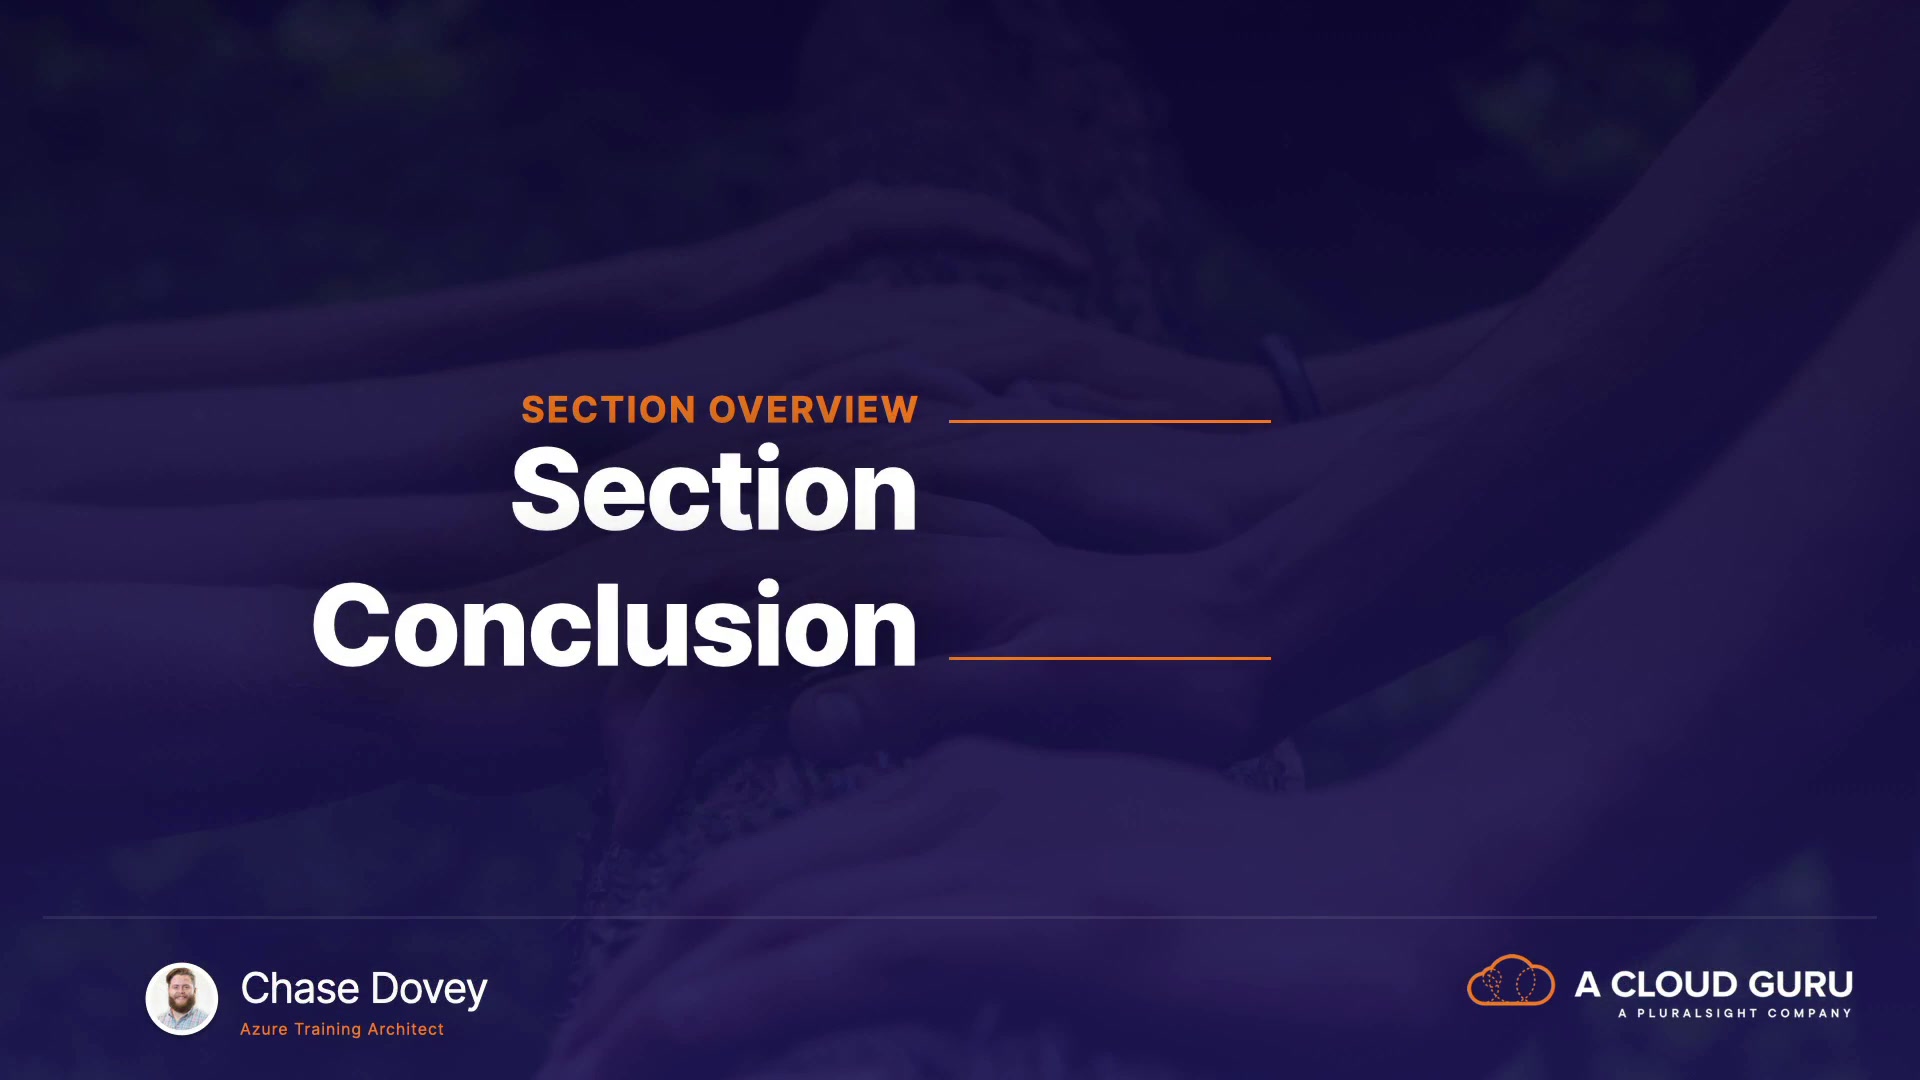 SECTION OVERVIEW
Section
Conclusion
Chase Dovey
Azure Training Architect
A CLOUD GURU
A PLURALSIGHT COMPANY